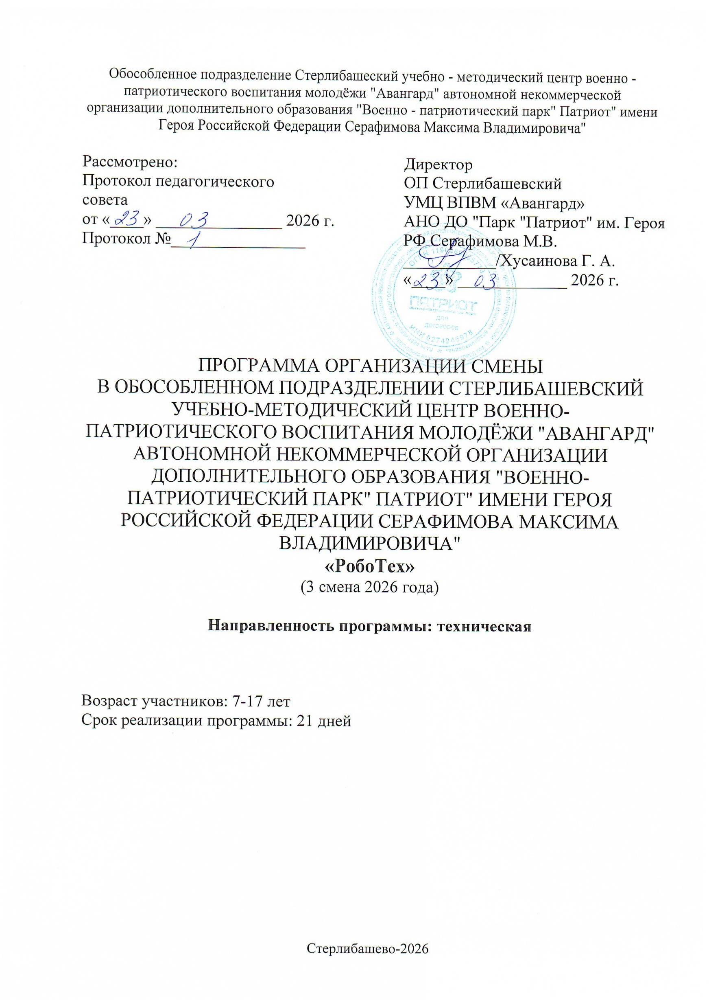 Обособленное подразделение Стерлибашеский учебно - методический центр военно -
патриотического воспитания молодёжи "Авангард" автономной некоммерческой
организации дополнительного образования "Военно - патриотический парк" Патриот" имени
Героя Российской Федерации Серафимова Максима Владимировича"
Рассмотрено:
Протокол педагогического
совета
от «23» 03 2026 г.
Протокол № 1
Директор
ОП Стерлибашевский
УМЦ ВПВМ «Авангард»
АНО ДО "Парк "Патриот" им. Героя
РФ Серафимова М.В.
/Хусаинова Г. А.
«23» 03 2026 г.
ПАТРИОТ
для
договоров
ИНН 0274945978
ПРОГРАММА ОРГАНИЗАЦИИ СМЕНЫ
В ОБОСОБЛЕННОМ ПОДРАЗДЕЛЕНИИ СТЕРЛИБАШЕВСКИЙ
УЧЕБНО-МЕТОДИЧЕСКИЙ ЦЕНТР ВОЕННО-
ПАТРИОТИЧЕСКОГО ВОСПИТАНИЯ МОЛОДЁЖИ "АВАНГАРД"
АВТОНОМНОЙ НЕКОММЕРЧЕСКОЙ ОРГАНИЗАЦИИ
ДОПОЛНИТЕЛЬНОГО ОБРАЗОВАНИЯ "ВОЕННО-
ПАТРИОТИЧЕСКИЙ ПАРК" ПАТРИОТ" ИМЕНИ ГЕРОЯ
РОССИЙСКОЙ ФЕДЕРАЦИИ СЕРАФИМОВА МАКСИМА
ВЛАДИМИРОВИЧА"
«РобоТех»
(3 смена 2026 года)
Направленность программы: техническая
Возраст участников: 7-17 лет
Срок реализации программы: 21 дней
Стерлибашево-2026